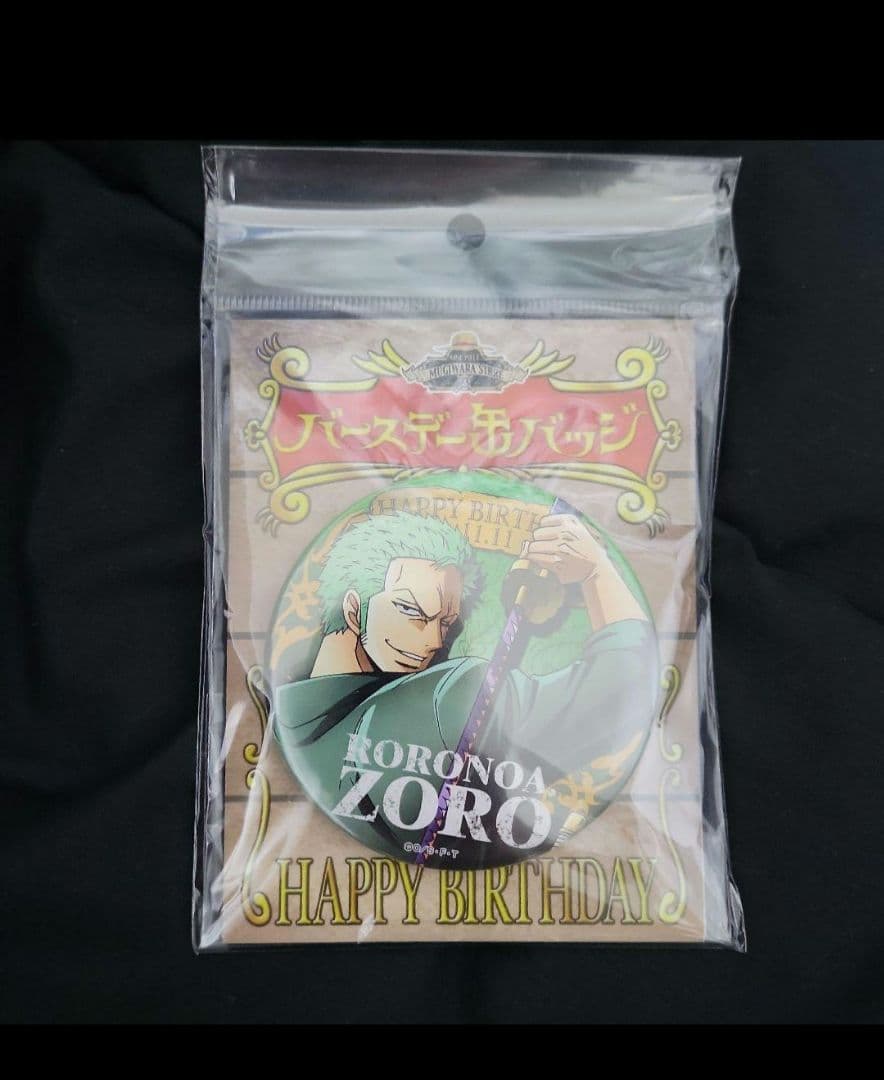 ONE PIECE
MUGIWARA STORE
バースデー缶バッジ
HAPPY BIRTH
11.11
RORONOA
ZORO
©O/S・F・T
HAPPY BIRTHDAY